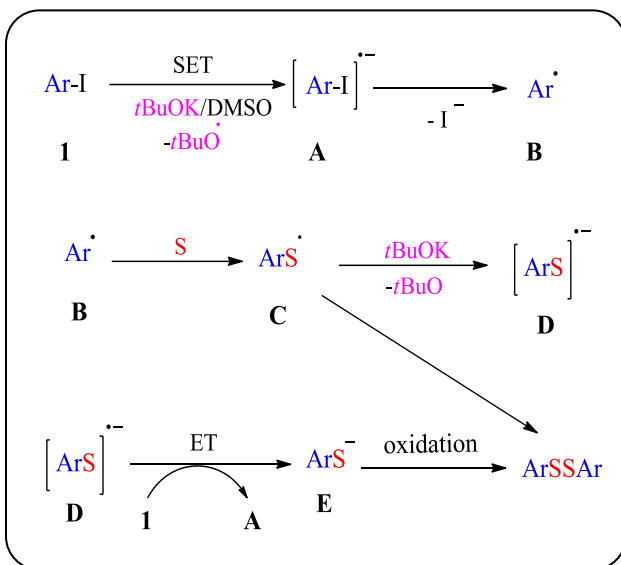 Ar-I SET [Ar-I]•− Ar•
tBuOK/DMSO
-tBuO• - I−
1 A B
Ar• S ArS• tBuOK [ArS]•−
-tBuO
B C D
[ArS]•− ET ArS− oxidation ArSSAr
D 1 A E